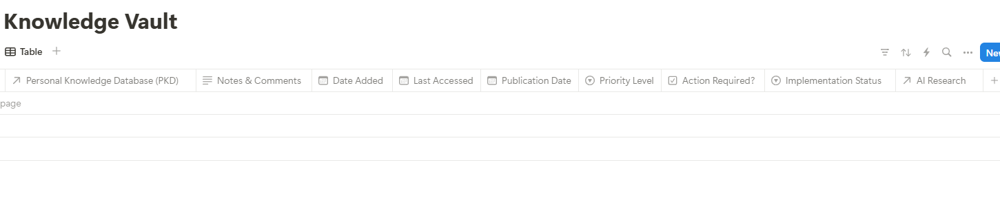 Knowledge Vault
Table
New
Personal Knowledge Database (PKD) Notes & Comments Date Added Last Accessed Publication Date Priority Level Action Required? Implementation Status AI Research
page